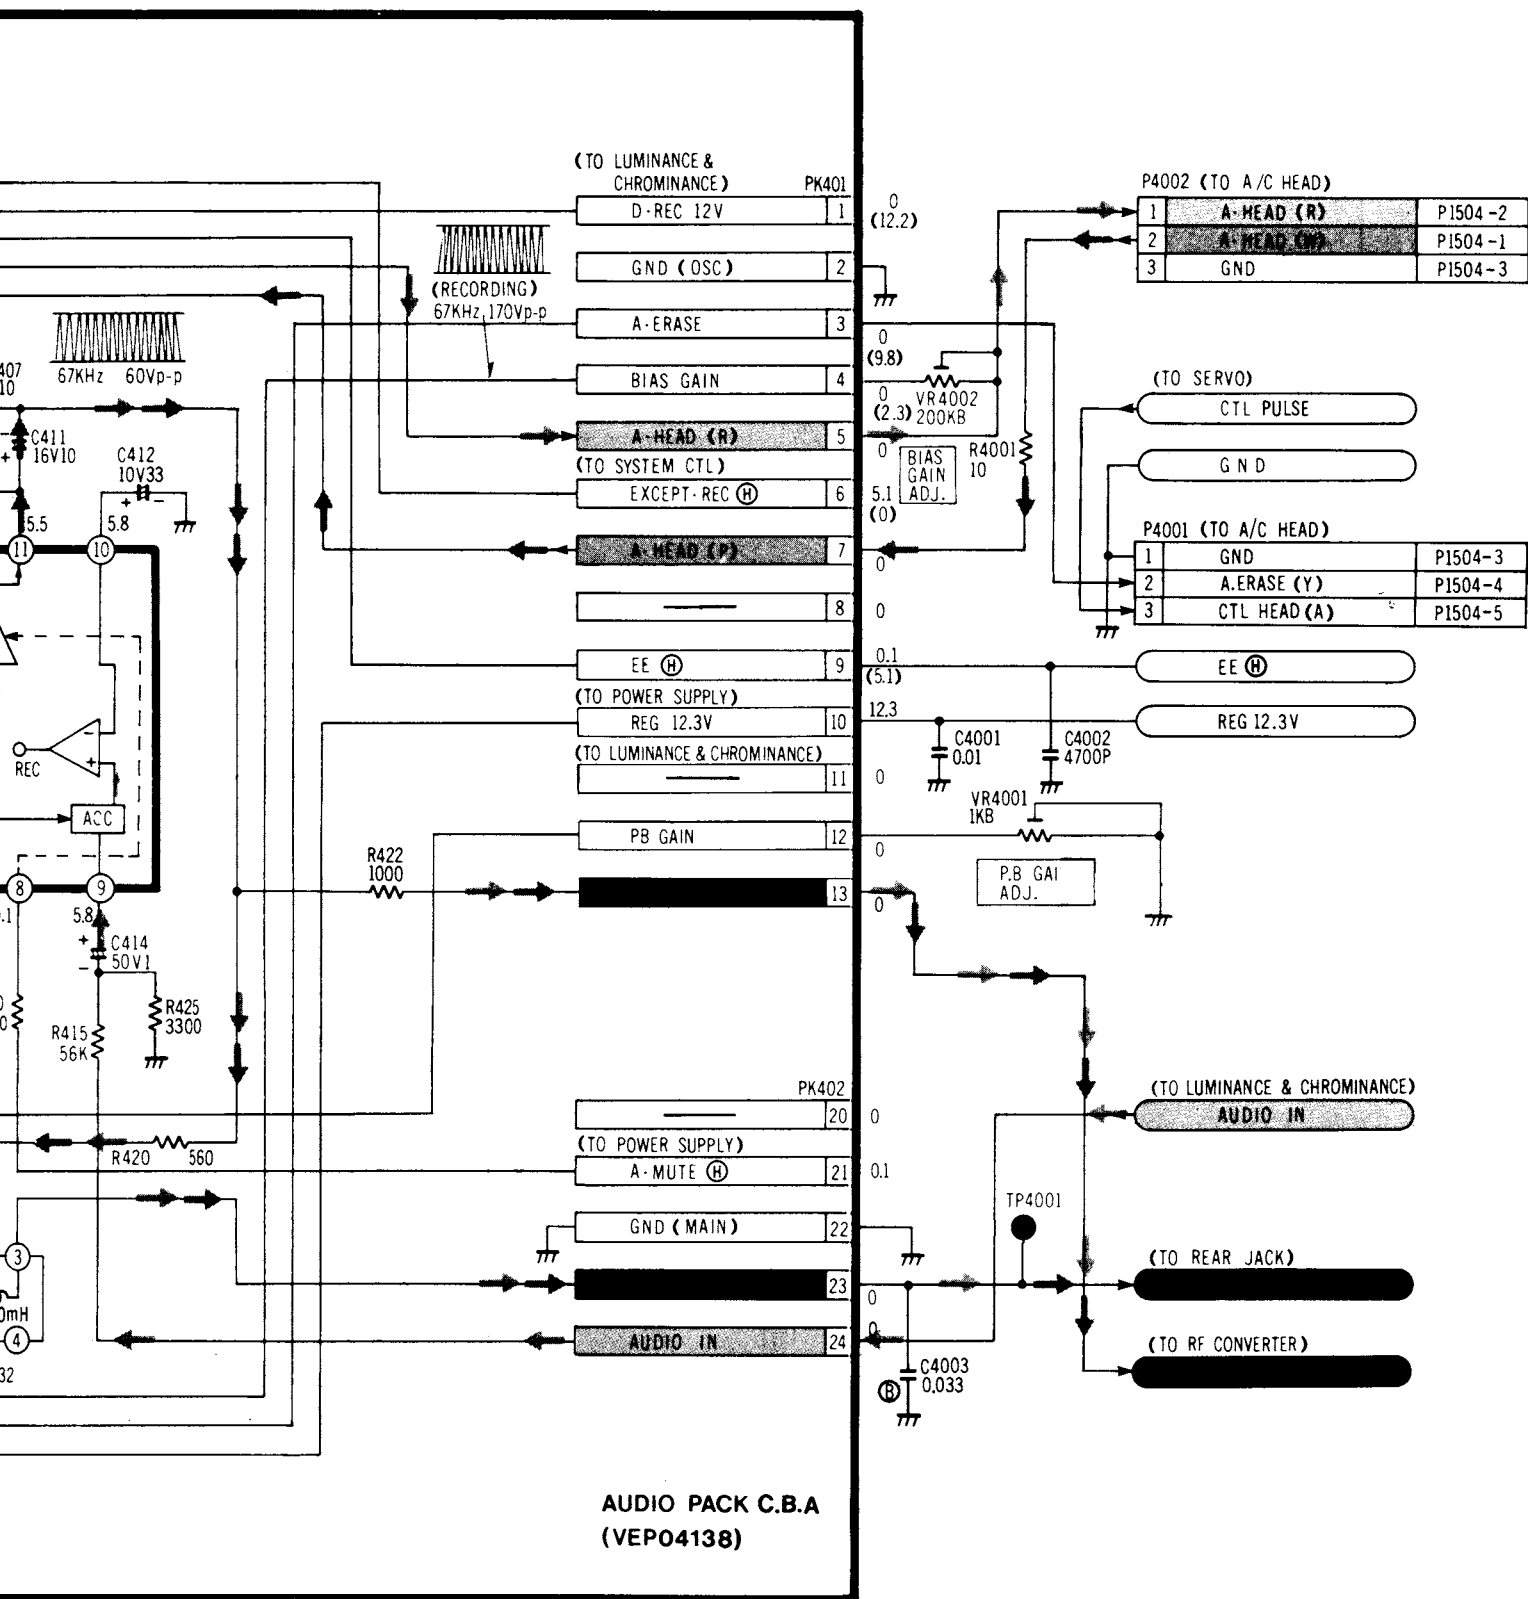 (TO LUMINANCE &
CHROMINANCE)
PK401
D·REC 12V
1
0
(12.2)
GND (OSC)
2
(RECORDING)
67KHz 170Vp-p
A·ERASE
3
0
(9.8)
BIAS GAIN
4
0
(2.3)
VR4002
200KB
A·HEAD (R)
5
0
BIAS
GAIN
ADJ.
R4001
10
(TO SYSTEM CTL)
EXCEPT·REC (H)
6
5.1
(0)
A·HEAD (P)
7
0
8
0
EE (H)
9
0.1
(5.1)
(TO POWER SUPPLY)
REG 12.3V
10
12.3
(TO LUMINANCE & CHROMINANCE)
11
0
PB GAIN
12
0
13
0
PK402
20
0
(TO POWER SUPPLY)
A·MUTE (H)
21
0.1
GND (MAIN)
22
23
0
AUDIO IN
24
0
67KHz 60Vp-p
407
10
C411
16V10
C412
10V33
5.5
5.8
11
10
REC
ACC
8
9
.1
5.8
C414
50V1
R425
3300
R415
56K
0
R422
1000
R420 560
3
0mH
4
32
P4002 (TO A/C HEAD)
1 A·HEAD (R) P1504-2
2 A·HEAD (W) P1504-1
3 GND P1504-3
(TO SERVO)
CTL PULSE
GND
P4001 (TO A/C HEAD)
1 GND P1504-3
2 A.ERASE (Y) P1504-4
3 CTL HEAD (A) P1504-5
EE (H)
REG 12.3V
C4001
0.01
C4002
4700P
VR4001
1KB
P.B GAI
ADJ.
(TO LUMINANCE & CHROMINANCE)
AUDIO IN
TP4001
(TO REAR JACK)
(TO RF CONVERTER)
C4003
0.033
(B)
AUDIO PACK C.B.A
(VEP04138)